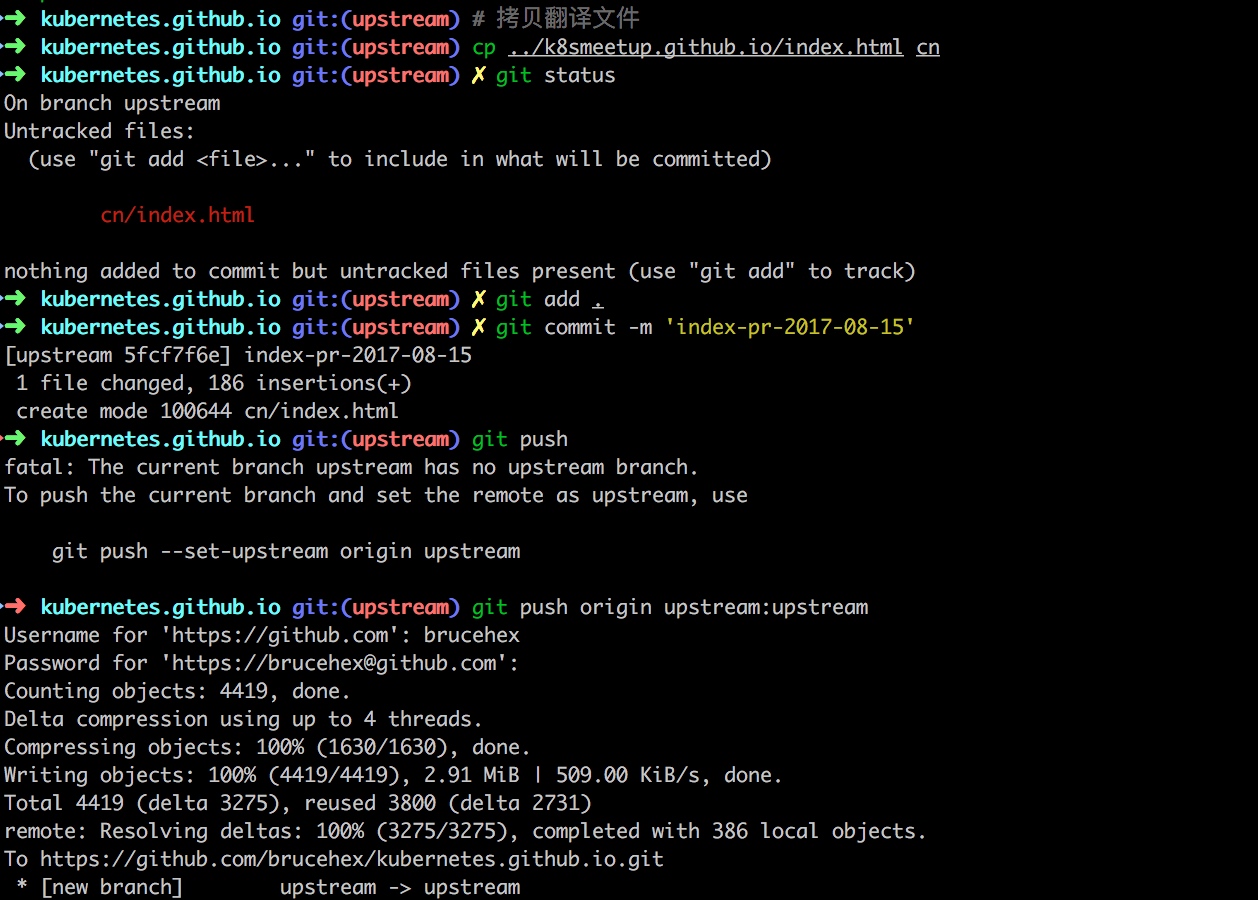 ➜ kubernetes.github.io git:(upstream) # 拷贝翻译文件
➜ kubernetes.github.io git:(upstream) cp ../k8smeetup.github.io/index.html cn
➜ kubernetes.github.io git:(upstream) ✗ git status
On branch upstream
Untracked files:
  (use "git add <file>..." to include in what will be committed)
        cn/index.html
nothing added to commit but untracked files present (use "git add" to track)
➜ kubernetes.github.io git:(upstream) ✗ git add .
➜ kubernetes.github.io git:(upstream) ✗ git commit -m 'index-pr-2017-08-15'
[upstream 5fcf7f6e] index-pr-2017-08-15
 1 file changed, 186 insertions(+)
 create mode 100644 cn/index.html
➜ kubernetes.github.io git:(upstream) git push
fatal: The current branch upstream has no upstream branch.
To push the current branch and set the remote as upstream, use
    git push --set-upstream origin upstream
➜ kubernetes.github.io git:(upstream) git push origin upstream:upstream
Username for 'https://github.com': brucehex
Password for 'https://brucehex@github.com':
Counting objects: 4419, done.
Delta compression using up to 4 threads.
Compressing objects: 100% (1630/1630), done.
Writing objects: 100% (4419/4419), 2.91 MiB | 509.00 KiB/s, done.
Total 4419 (delta 3275), reused 3800 (delta 2731)
remote: Resolving deltas: 100% (3275/3275), completed with 386 local objects.
To https://github.com/brucehex/kubernetes.github.io.git
 * [new branch]        upstream -> upstream